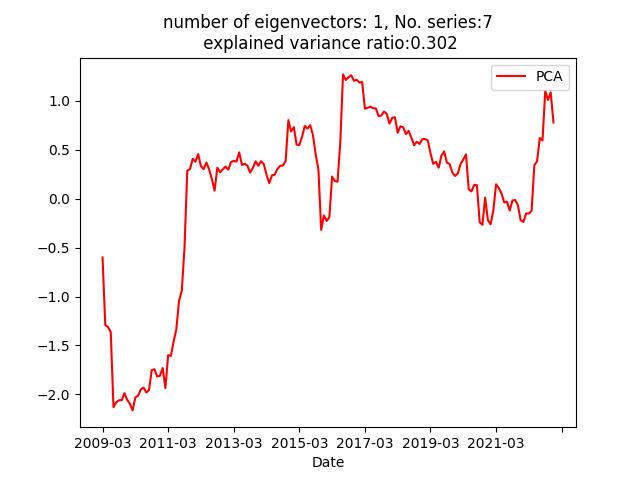 number of eigenvectors: 1, No. series:7
explained variance ratio:0.302
PCA
1.0
0.5
0.0
−0.5
−1.0
−1.5
−2.0
2009-03 2011-03 2013-03 2015-03 2017-03 2019-03 2021-03
Date